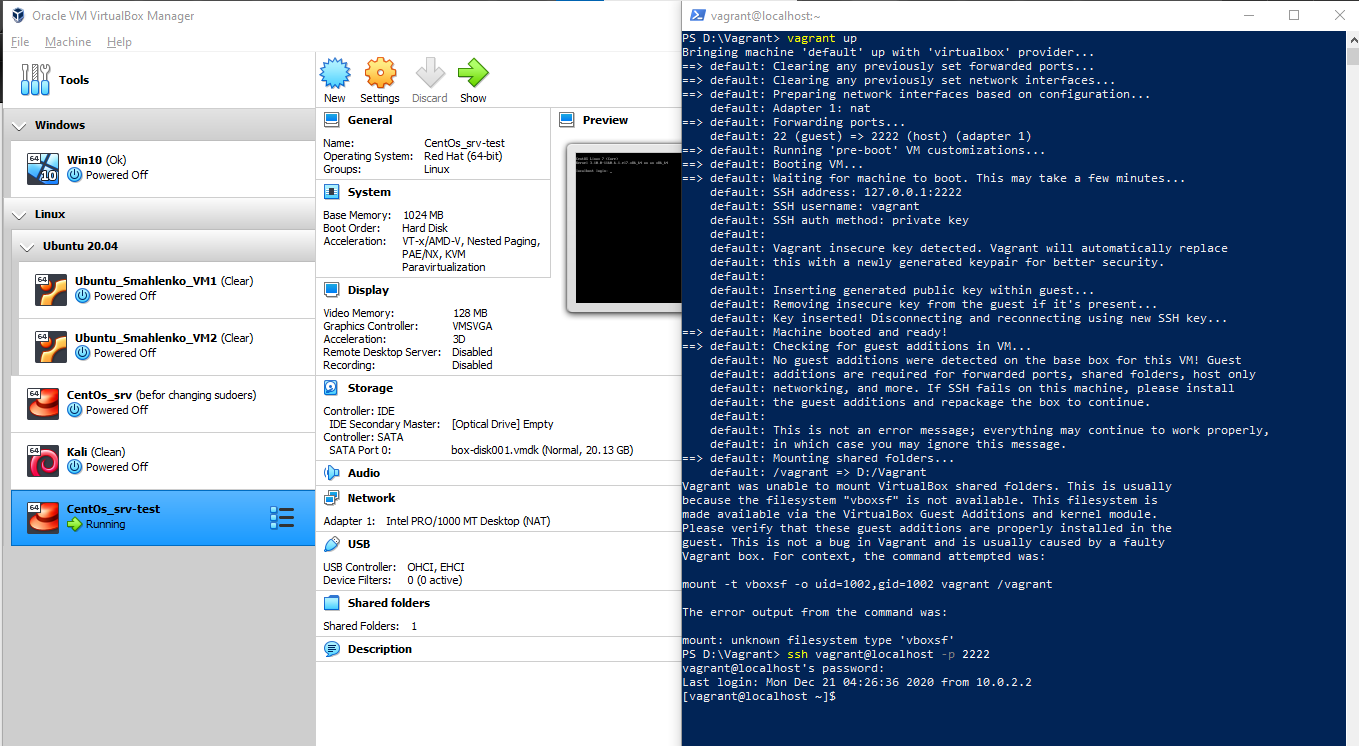 Oracle VM VirtualBox Manager
File Machine Help
Tools
Windows
64
10
Win10 (Ok)
Powered Off
Linux
Ubuntu 20.04
64
Ubuntu_Smahlenko_VM1 (Clear)
Powered Off
64
Ubuntu_Smahlenko_VM2 (Clear)
Powered Off
64
CentOs_srv (befor changing sudoers)
Powered Off
64
Kali (Clean)
Powered Off
64
CentOs_srv-test
Running
New Settings Discard Show
General
Name: CentOs_srv-test
Operating System: Red Hat (64-bit)
Groups: Linux
System
Base Memory: 1024 MB
Boot Order: Hard Disk
Acceleration: VT-x/AMD-V, Nested Paging,
PAE/NX, KVM
Paravirtualization
Display
Video Memory: 128 MB
Graphics Controller: VMSVGA
Acceleration: 3D
Remote Desktop Server: Disabled
Recording: Disabled
Storage
Controller: IDE
IDE Secondary Master: [Optical Drive] Empty
Controller: SATA
SATA Port 0: box-disk001.vmdk (Normal, 20.13 GB)
Audio
Network
Adapter 1: Intel PRO/1000 MT Desktop (NAT)
USB
USB Controller: OHCI, EHCI
Device Filters: 0 (0 active)
Shared folders
Shared Folders: 1
Description
Preview
CentOS Linux 7 (Core)
localhost login: _
vagrant@localhost:~
PS D:\Vagrant> vagrant up
Bringing machine 'default' up with 'virtualbox' provider...
==> default: Clearing any previously set forwarded ports...
==> default: Clearing any previously set network interfaces...
==> default: Preparing network interfaces based on configuration...
default: Adapter 1: nat
==> default: Forwarding ports...
default: 22 (guest) => 2222 (host) (adapter 1)
==> default: Running 'pre-boot' VM customizations...
==> default: Booting VM...
==> default: Waiting for machine to boot. This may take a few minutes...
default: SSH address: 127.0.0.1:2222
default: SSH username: vagrant
default: SSH auth method: private key
default:
default: Vagrant insecure key detected. Vagrant will automatically replace
default: this with a newly generated keypair for better security.
default:
default: Inserting generated public key within guest...
default: Removing insecure key from the guest if it's present...
default: Key inserted! Disconnecting and reconnecting using new SSH key...
==> default: Machine booted and ready!
==> default: Checking for guest additions in VM...
default: No guest additions were detected on the base box for this VM! Guest
default: additions are required for forwarded ports, shared folders, host only
default: networking, and more. If SSH fails on this machine, please install
default: the guest additions and repackage the box to continue.
default:
default: This is not an error message; everything may continue to work properly,
default: in which case you may ignore this message.
==> default: Mounting shared folders...
default: /vagrant => D:/Vagrant
Vagrant was unable to mount VirtualBox shared folders. This is usually
because the filesystem "vboxsf" is not available. This filesystem is
made available via the VirtualBox Guest Additions and kernel module.
Please verify that these guest additions are properly installed in the
guest. This is not a bug in Vagrant and is usually caused by a faulty
Vagrant box. For context, the command attempted was:
mount -t vboxsf -o uid=1002,gid=1002 vagrant /vagrant
The error output from the command was:
mount: unknown filesystem type 'vboxsf'
PS D:\Vagrant> ssh vagrant@localhost -p 2222
vagrant@localhost's password:
Last login: Mon Dec 21 04:26:36 2020 from 10.0.2.2
[vagrant@localhost ~]$